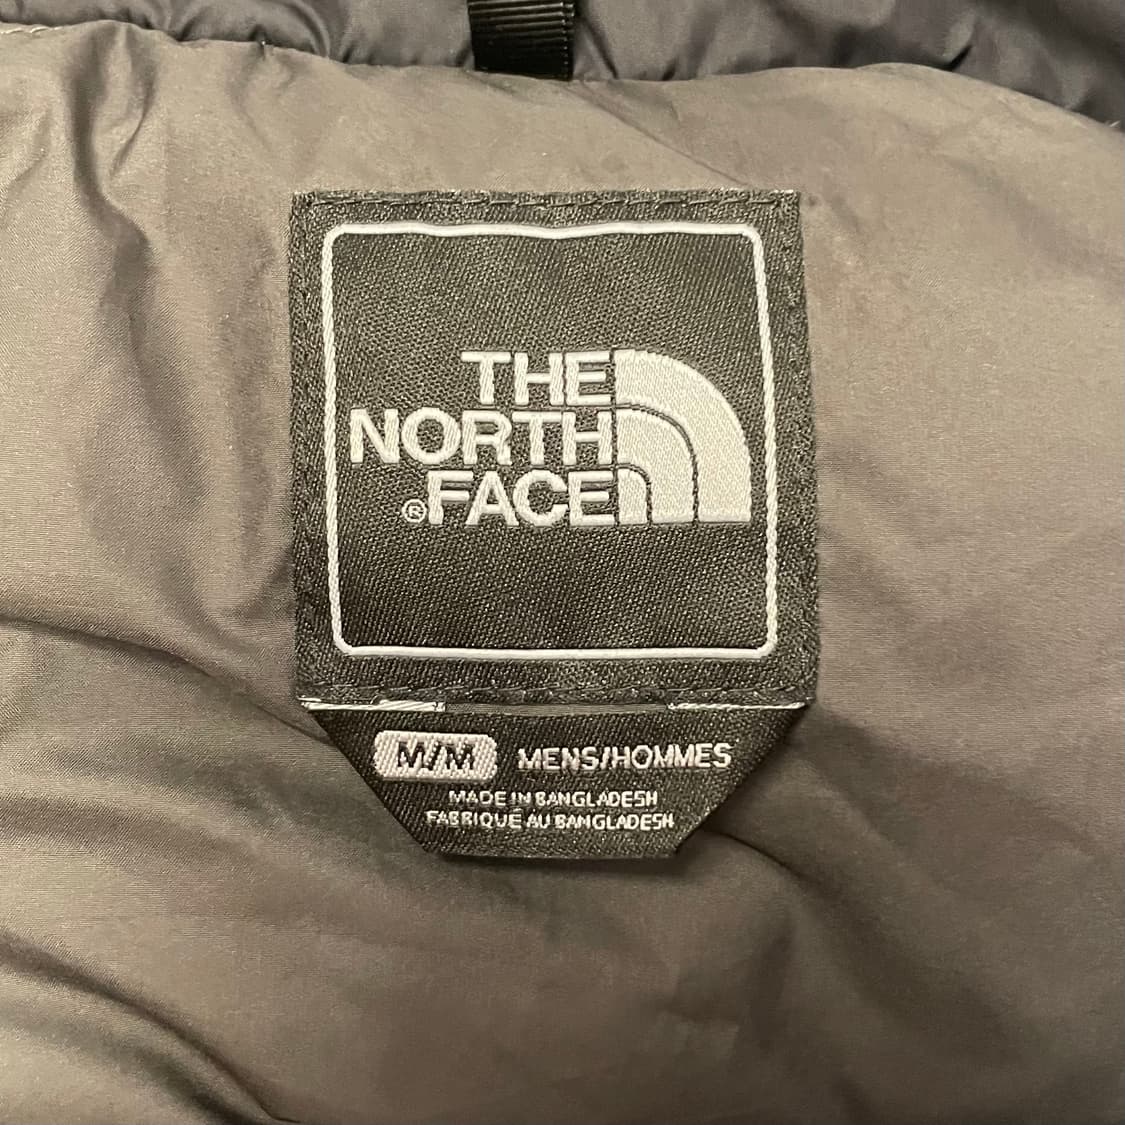 THE
NORTH
®FACE
M/M MENS/HOMMES
MADE IN BANGLADESH
FABRIQUÉ AU BANGLADESH